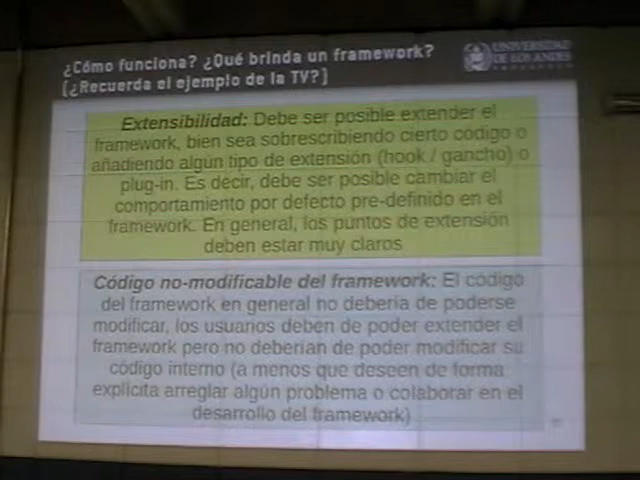 ¿Cómo funciona? ¿Qué brinda un framework?
[¿Recuerda el ejemplo de la TV?]
UNIVERSIDAD
DE LOS ANDES
Extensibilidad: Debe ser posible extender el
framework, bien sea sobrescribiendo cierto código o
añadiendo algún tipo de extensión (hook / gancho) o
plug-in. Es decir, debe ser posible cambiar el
comportamiento por defecto pre-definido en el
framework. En general, los puntos de extensión
deben estar muy claros
Código no-modificable del framework: El código
del framework en general no debería de poderse
modificar, los usuarios deben de poder extender el
framework pero no deberían de poder modificar su
código interno (a menos que deseen de forma
explícita arreglar algún problema o colaborar en el
desarrollo del framework)